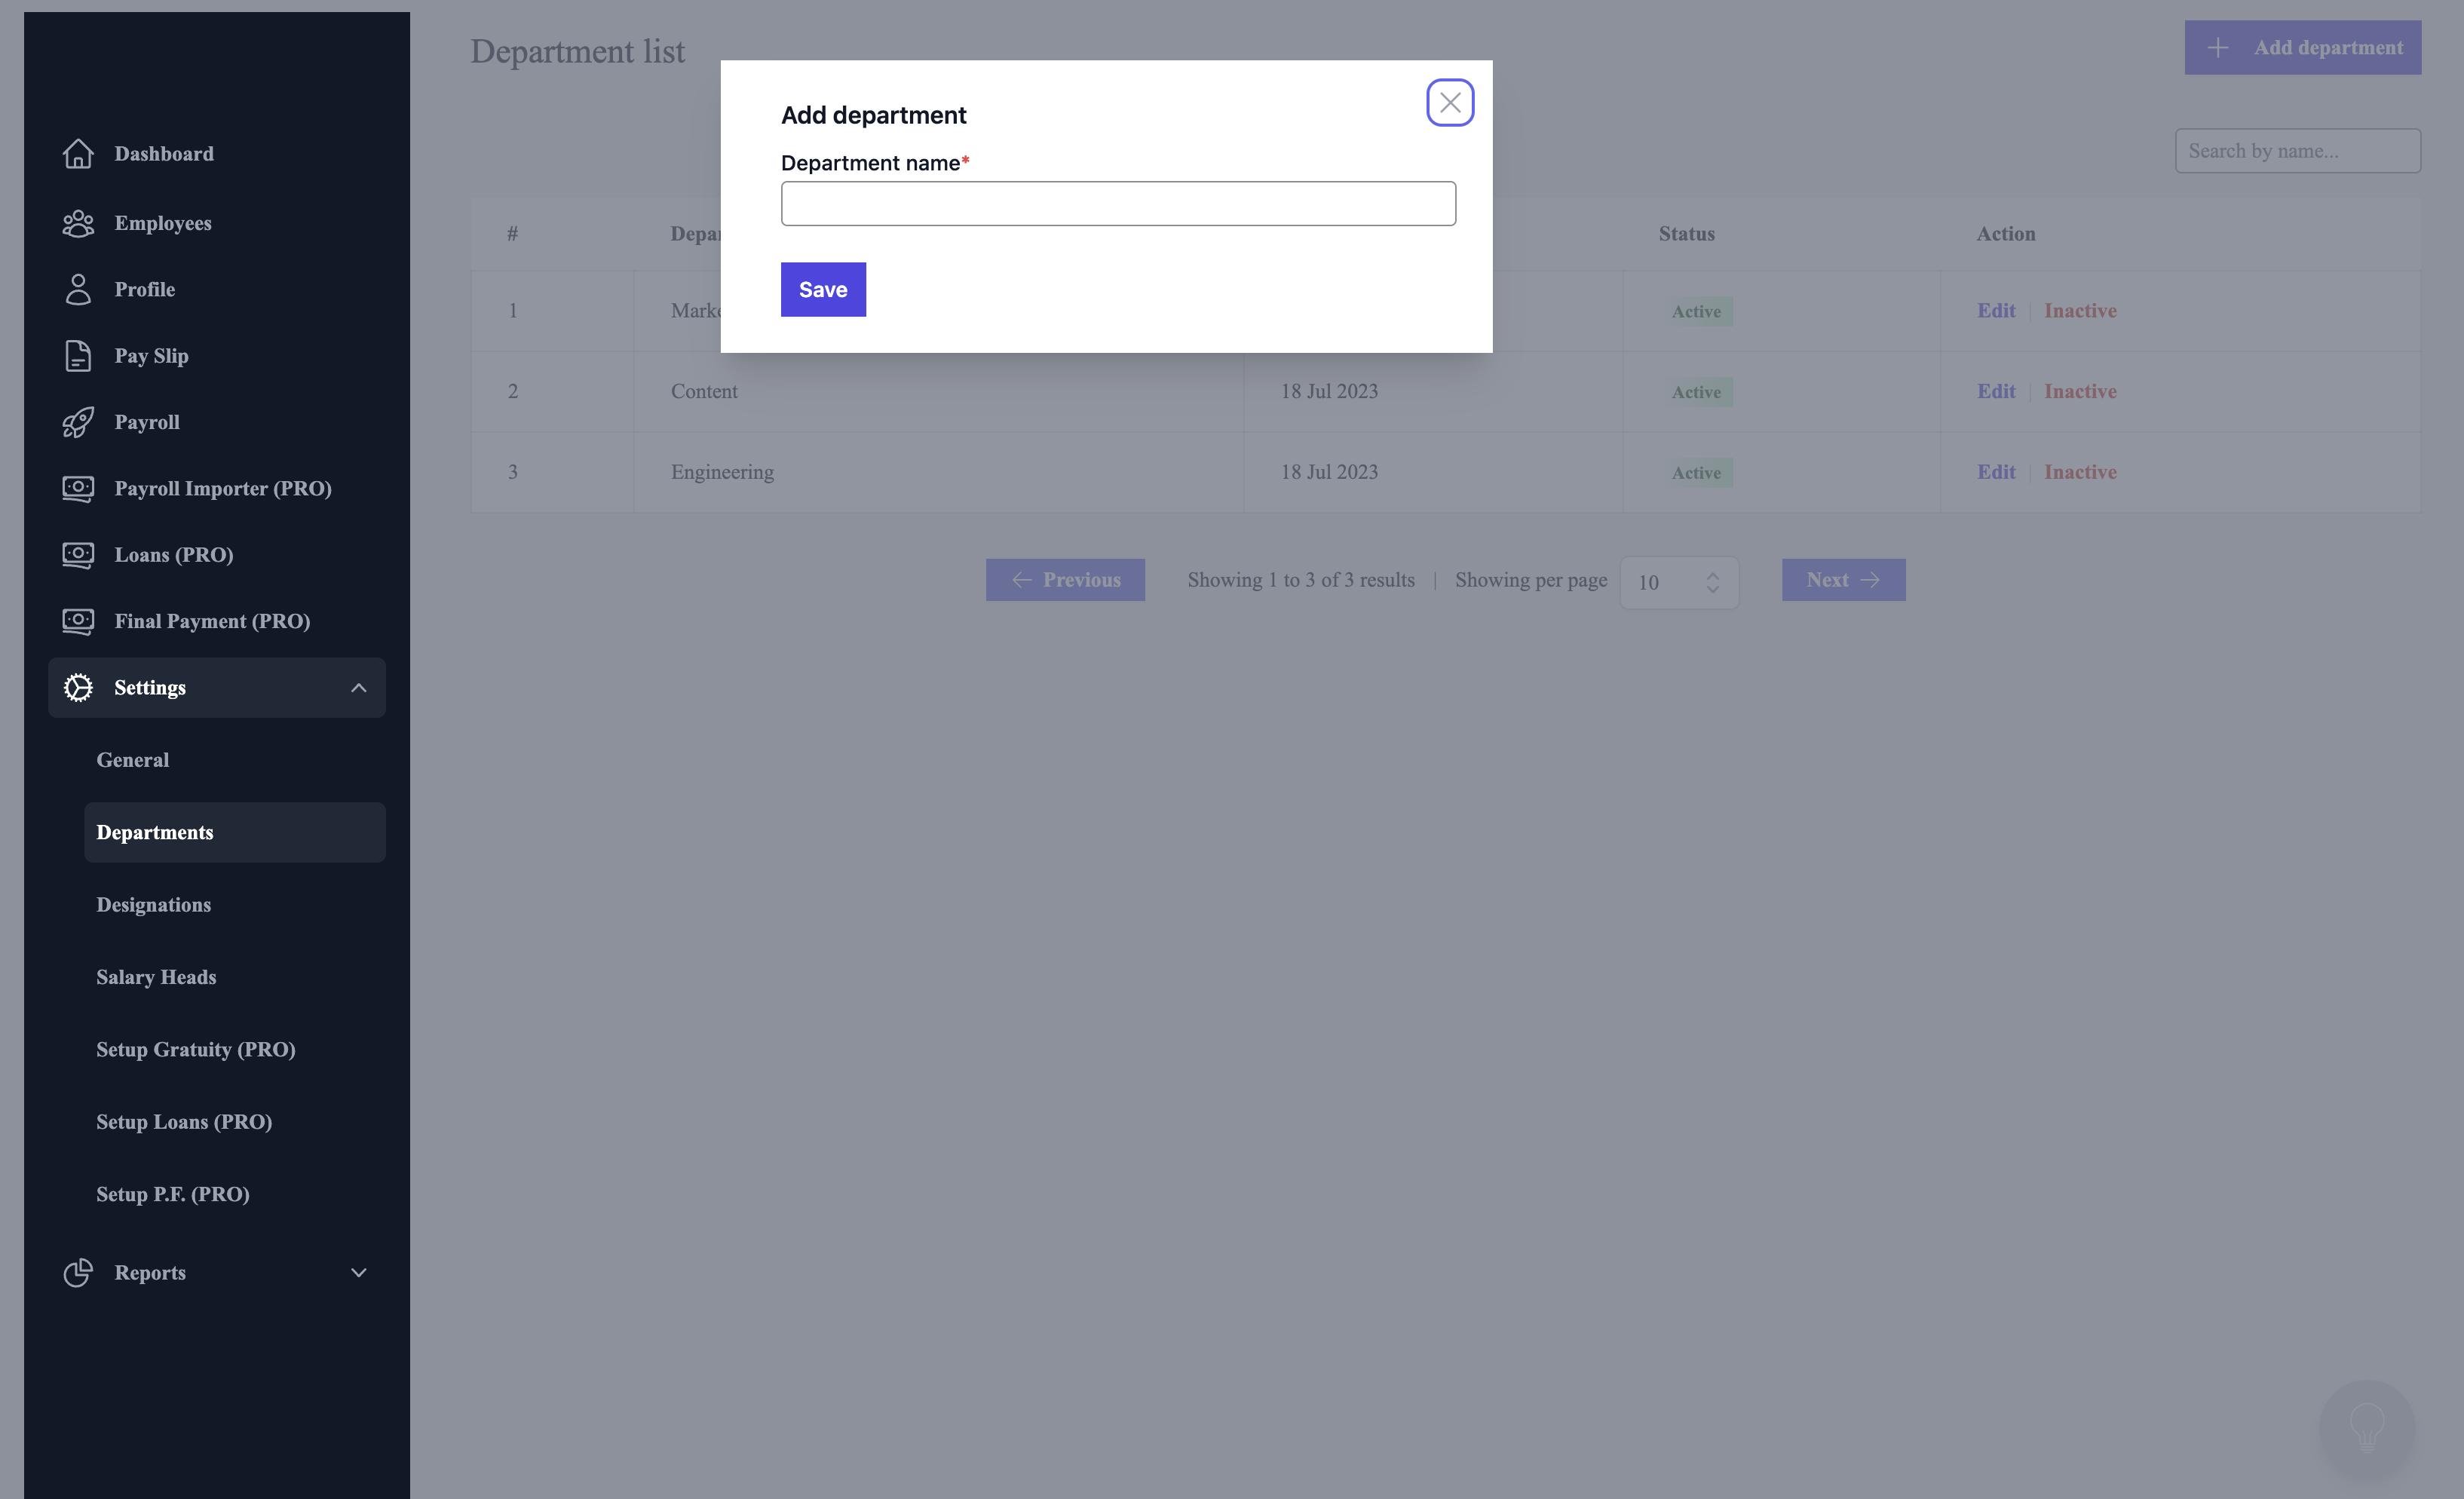 Department list
Add department
Add department
Department name*
Search by name...
Save
# Status Action
1 Active Edit | Inactive
2 Content 18 Jul 2023 Active Edit | Inactive
3 Engineering 18 Jul 2023 Active Edit | Inactive
Previous Showing 1 to 3 of 3 results | Showing per page 10 Next
Dashboard
Employees
Profile
Pay Slip
Payroll
Payroll Importer (PRO)
Loans (PRO)
Final Payment (PRO)
Settings
General
Departments
Designations
Salary Heads
Setup Gratuity (PRO)
Setup Loans (PRO)
Setup P.F. (PRO)
Reports